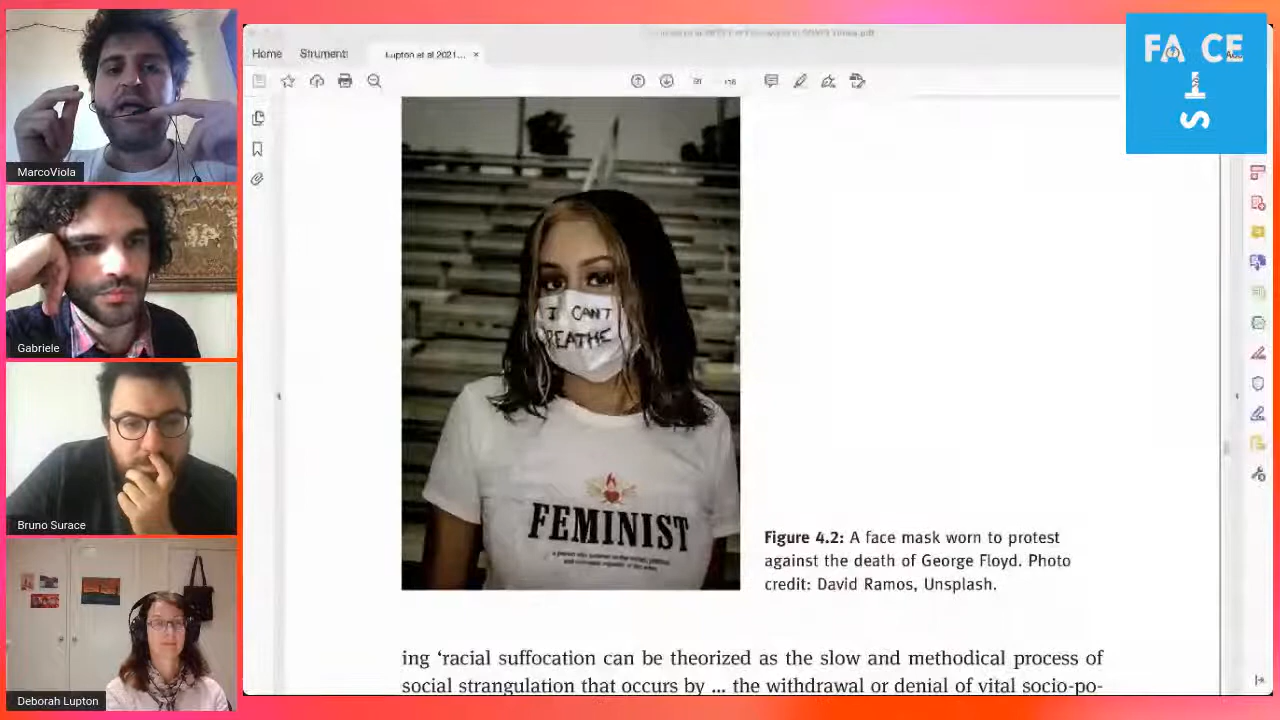 MarcoViola
Gabriele
Bruno Surace
Deborah Lupton
Home Strumenti Lupton et al 2021... ×
FACE
ETS
I CANT
BREATHE
FEMINIST
Figure 4.2: A face mask worn to protest
against the death of George Floyd. Photo
credit: David Ramos, Unsplash.
ing ‘racial suffocation can be theorized as the slow and methodical process of
social strangulation that occurs by ... the withdrawal or denial of vital socio-po-